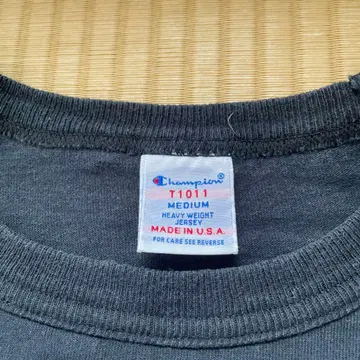 Champion®
T1011
MEDIUM
HEAVY WEIGHT
JERSEY
MADE IN U.S.A.
FOR CARE SEE REVERSE